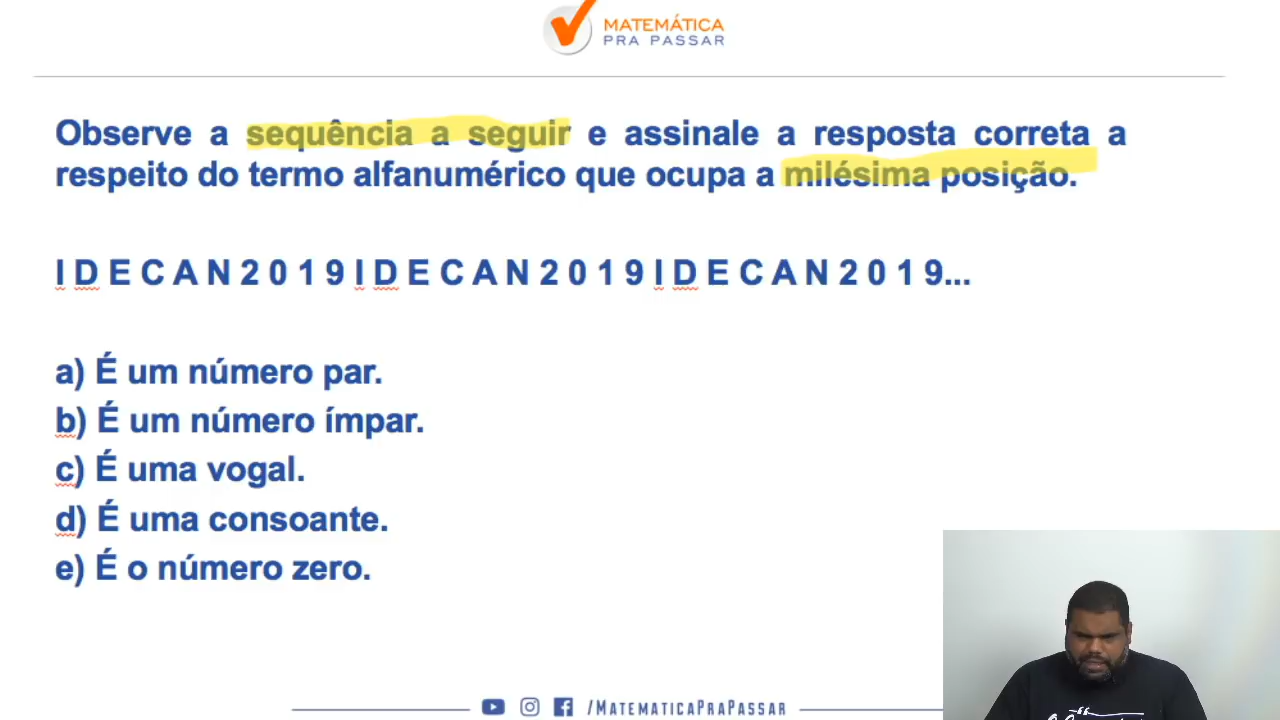 MATEMÁTICA
PRA PASSAR
Observe a sequência a seguir e assinale a resposta correta a
respeito do termo alfanumérico que ocupa a milésima posição.
I D E C A N 2 0 1 9 I D E C A N 2 0 1 9 I D E C A N 2 0 1 9...
a) É um número par.
b) É um número ímpar.
c) É uma vogal.
d) É uma consoante.
e) É o número zero.
/MATEMATICAPRAPASSAR